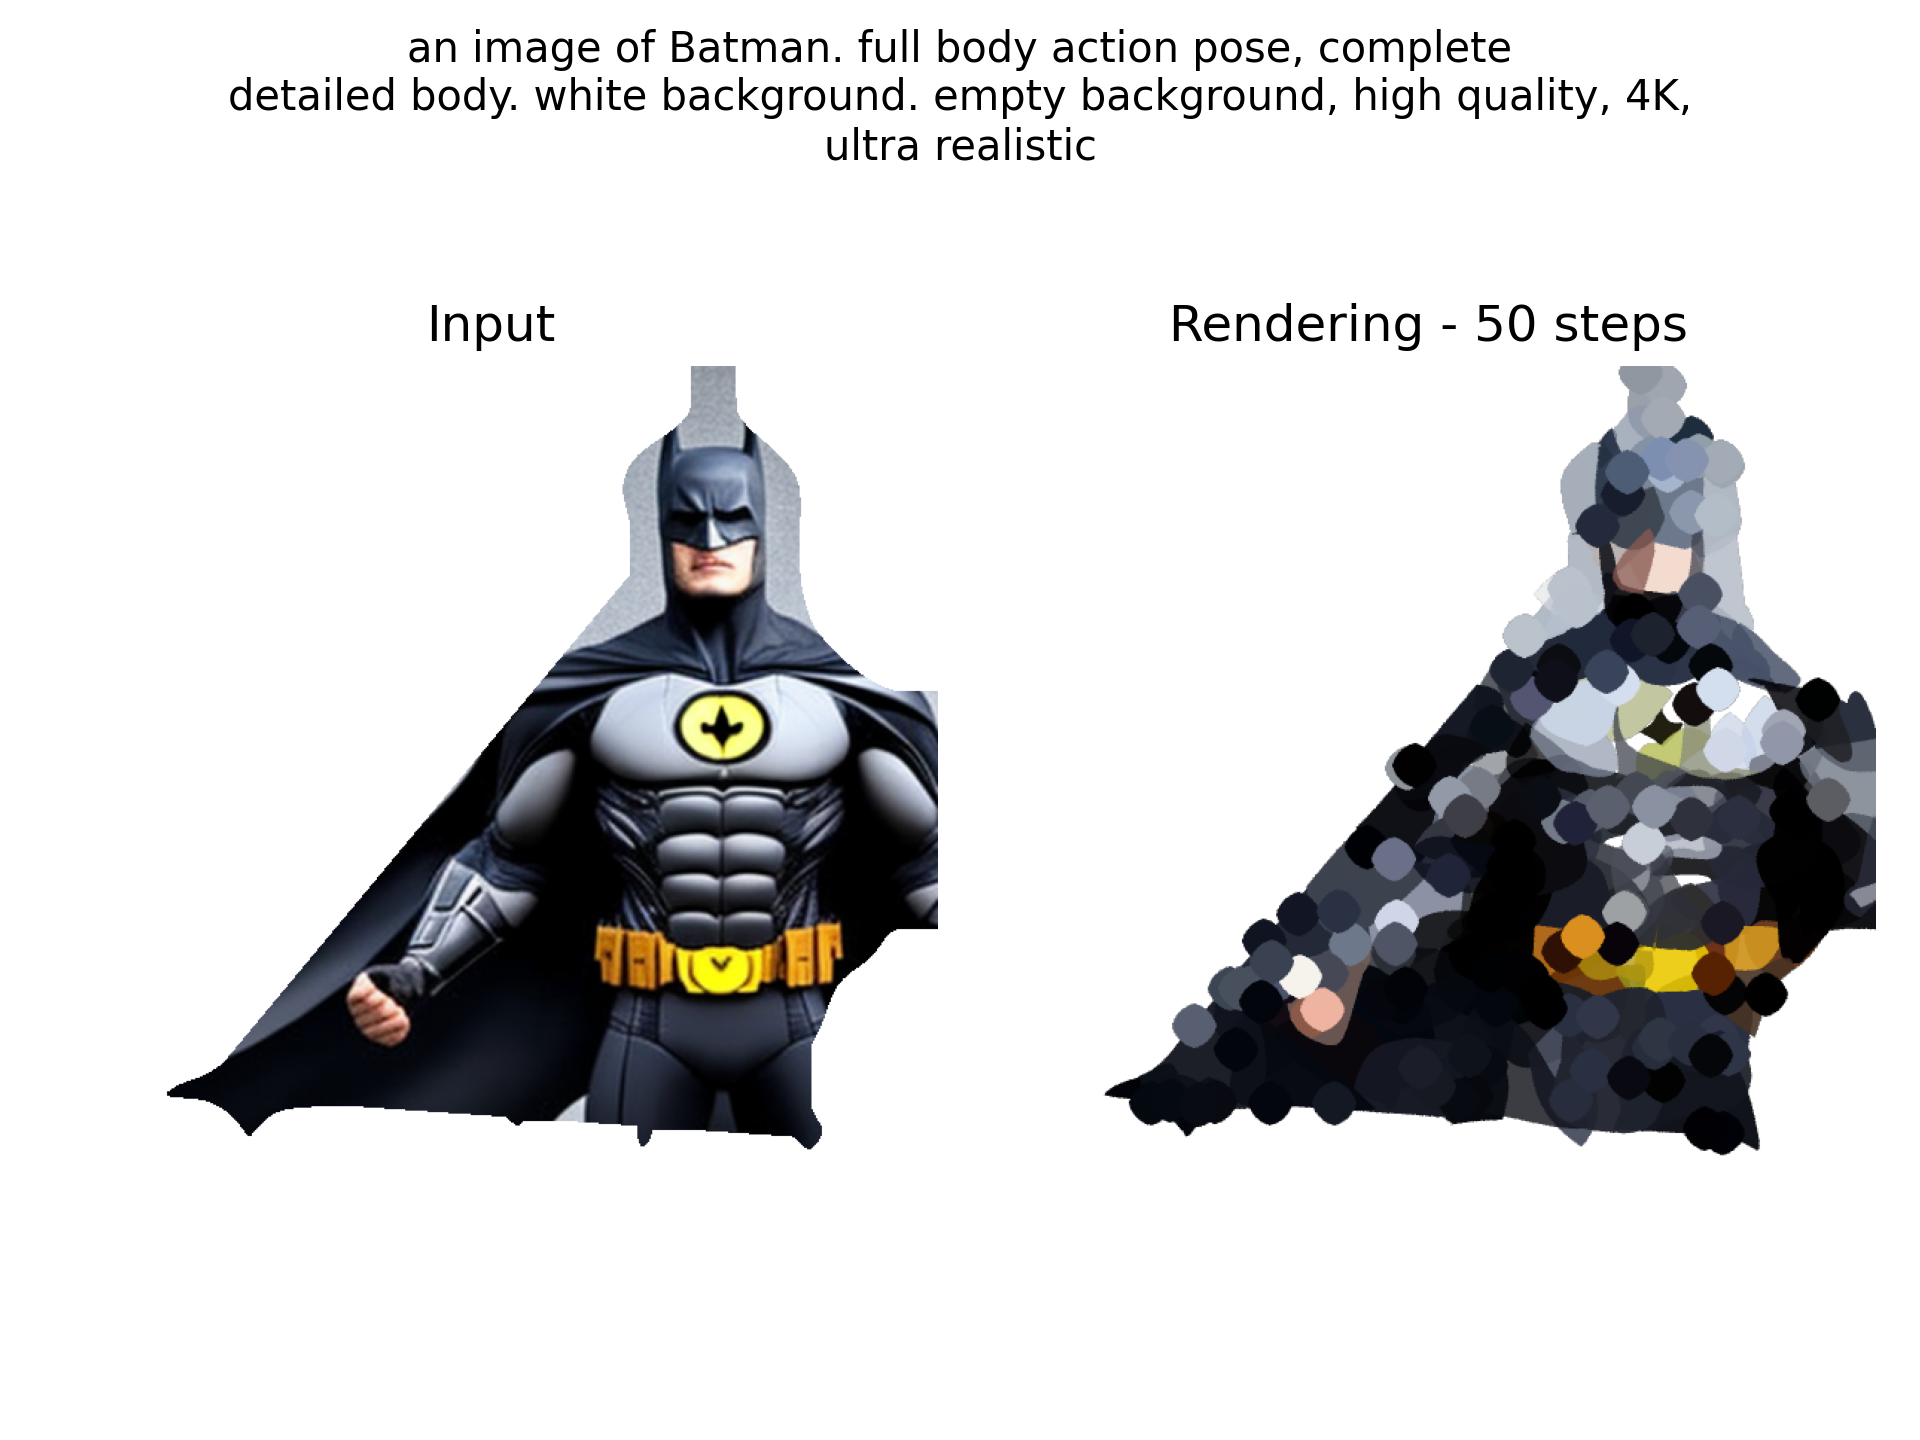 an image of Batman. full body action pose, complete
detailed body. white background. empty background, high quality, 4K,
ultra realistic
Input
Rendering - 50 steps